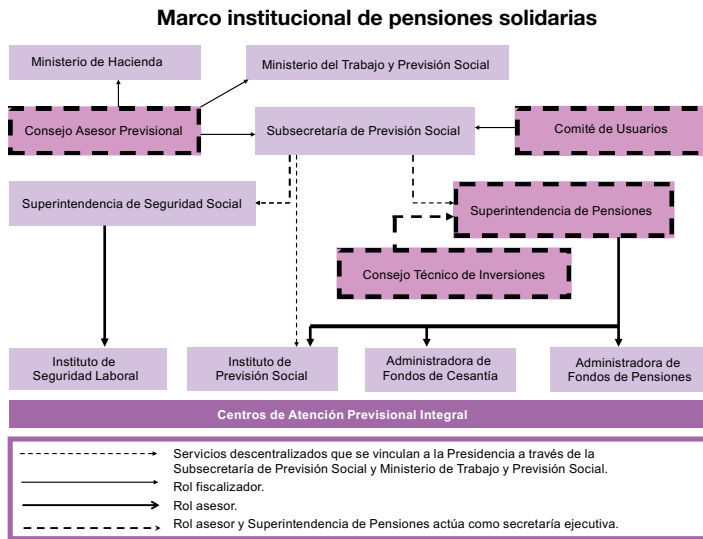 Marco institucional de pensiones solidarias
Ministerio de Hacienda
Ministerio del Trabajo y Previsión Social
Consejo Asesor Previsional
Subsecretaría de Previsión Social
Comité de Usuarios
Superintendencia de Seguridad Social
Superintendencia de Pensiones
Consejo Técnico de Inversiones
Instituto de
Seguridad Laboral
Instituto de
Previsión Social
Administradora de
Fondos de Cesantía
Administradora de
Fondos de Pensiones
Centros de Atención Previsional Integral
Servicios descentralizados que se vinculan a la Presidencia a través de la
Subsecretaría de Previsión Social y Ministerio de Trabajo y Previsión Social.
Rol fiscalizador.
Rol asesor.
Rol asesor y Superintendencia de Pensiones actúa como secretaría ejecutiva.